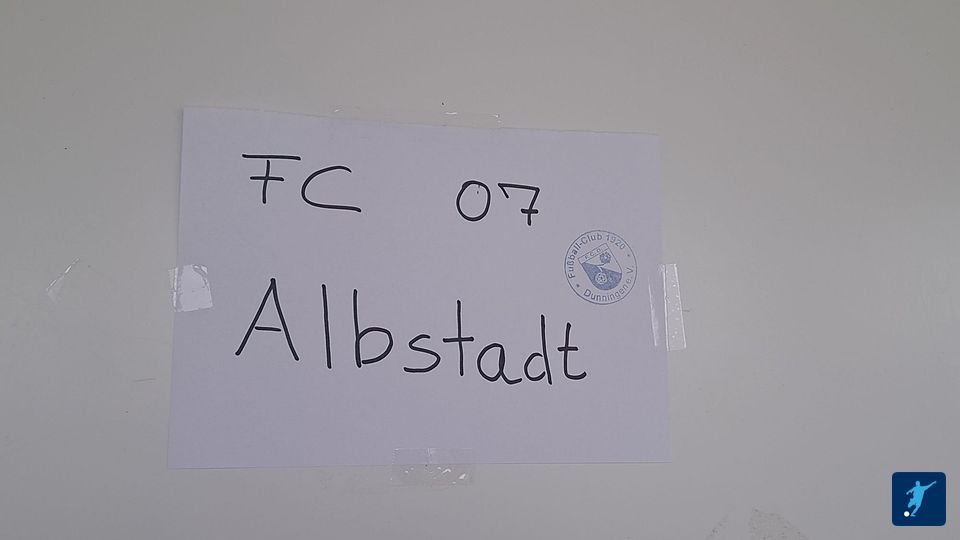 FC 07
Albstadt
Fußball-Club 1920
Dunningen e.V.